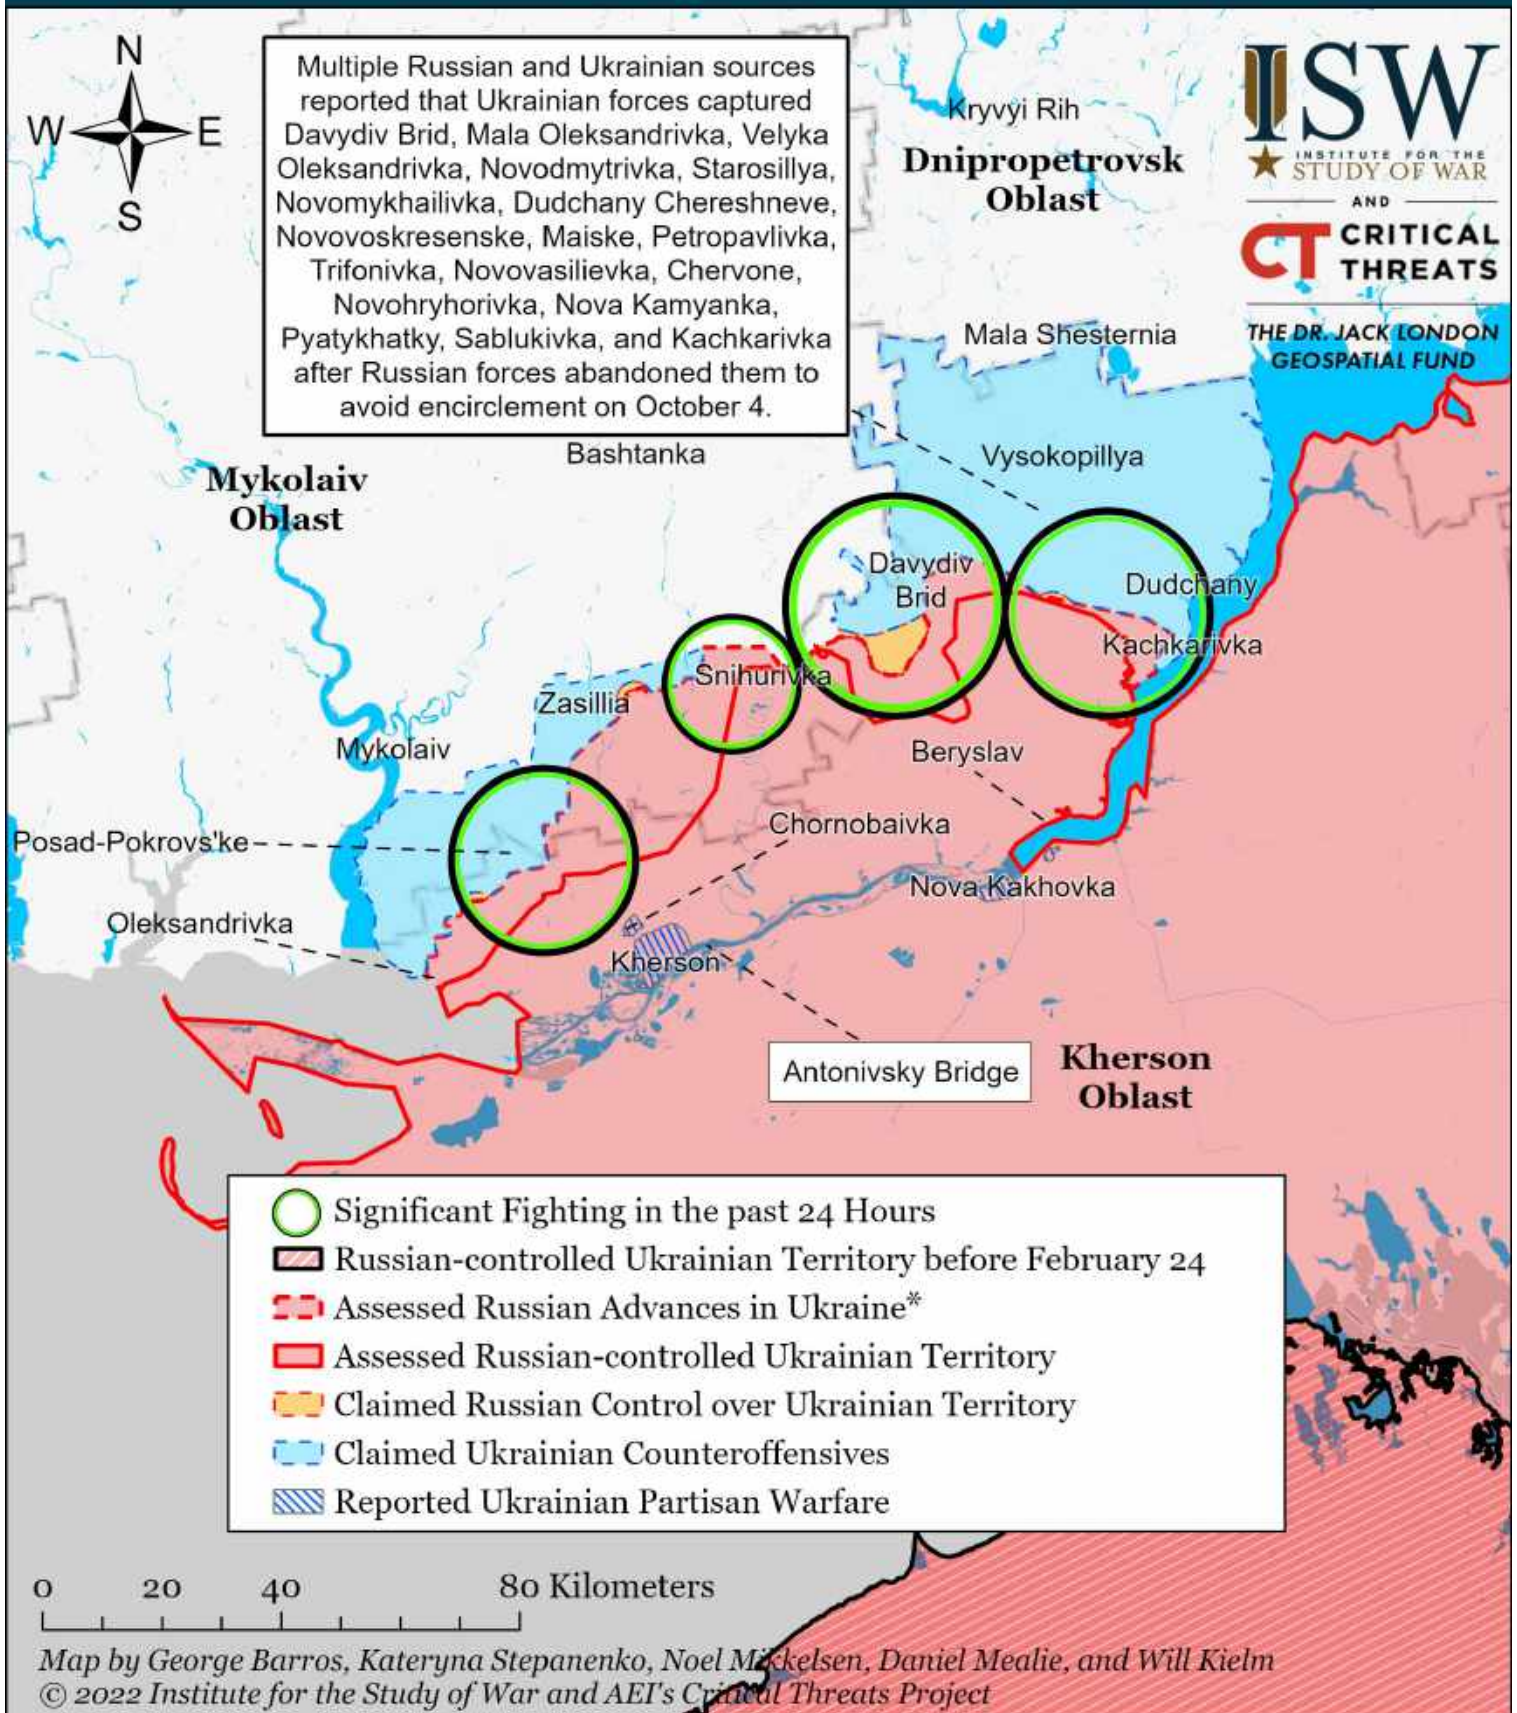 N
W E
S
Multiple Russian and Ukrainian sources
reported that Ukrainian forces captured
Davydiv Brid, Mala Oleksandrivka, Velyka
Oleksandrivka, Novodmytrivka, Starosillya,
Novomykhailivka, Dudchany Chereshneve,
Novovoskresenske, Maiske, Petropavlivka,
Trifonivka, Novovasilievka, Chervone,
Novohryhorivka, Nova Kamyanka,
Pyatykhatky, Sablukivka, and Kachkarivka
after Russian forces abandoned them to
avoid encirclement on October 4.
Kryvyi Rih
Dnipropetrovsk
Oblast
ISW
INSTITUTE FOR THE
STUDY OF WAR
AND
CT CRITICAL
THREATS
THE DR. JACK LONDON
GEOSPATIAL FUND
Mala Shesternia
Bashtanka
Vysokopillya
Mykolaiv
Oblast
Davydiv
Brid
Dudchany
Kachkarivka
Snihurivka
Zasillia
Mykolaiv
Beryslav
Chornobaivka
Posad-Pokrovs'ke
Nova Kakhovka
Oleksandrivka
Kherson
Antonivsky Bridge
Kherson
Oblast
Significant Fighting in the past 24 Hours
Russian-controlled Ukrainian Territory before February 24
Assessed Russian Advances in Ukraine*
Assessed Russian-controlled Ukrainian Territory
Claimed Russian Control over Ukrainian Territory
Claimed Ukrainian Counteroffensives
Reported Ukrainian Partisan Warfare
0 20 40 80 Kilometers
Map by George Barros, Kateryna Stepanenko, Noel Mikkelsen, Daniel Mealie, and Will Kielm
© 2022 Institute for the Study of War and AEI's Critical Threats Project